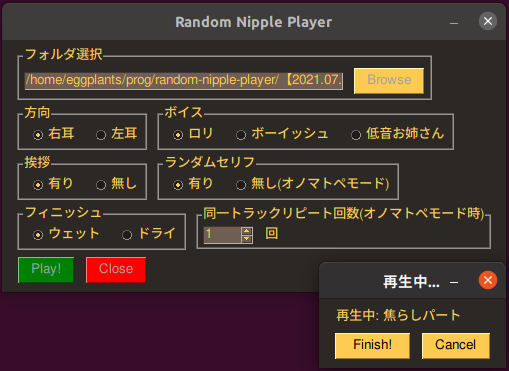 Random Nipple Player
フォルダ選択
/home/eggplants/prog/random-nipple-player/【2021.07.
Browse
方向
右耳
左耳
ボイス
ロリ
ボーイッシュ
低音お姉さん
挨拶
有り
無し
ランダムセリフ
有り
無し(オノマトペモード)
フィニッシュ
ウェット
ドライ
同一トラックリピート回数(オノマトペモード時)
1
回
Play!
Close
再生中...
再生中: 焦らしパート
Finish!
Cancel